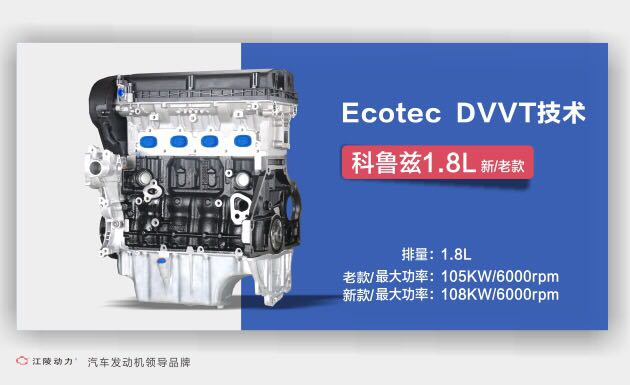 Ecotec DVVT技术
科鲁兹1.8L 新/老款
排量：1.8L
老款/最大功率：105KW/6000rpm
新款/最大功率：108KW/6000rpm
江陵动力 汽车发动机领导品牌